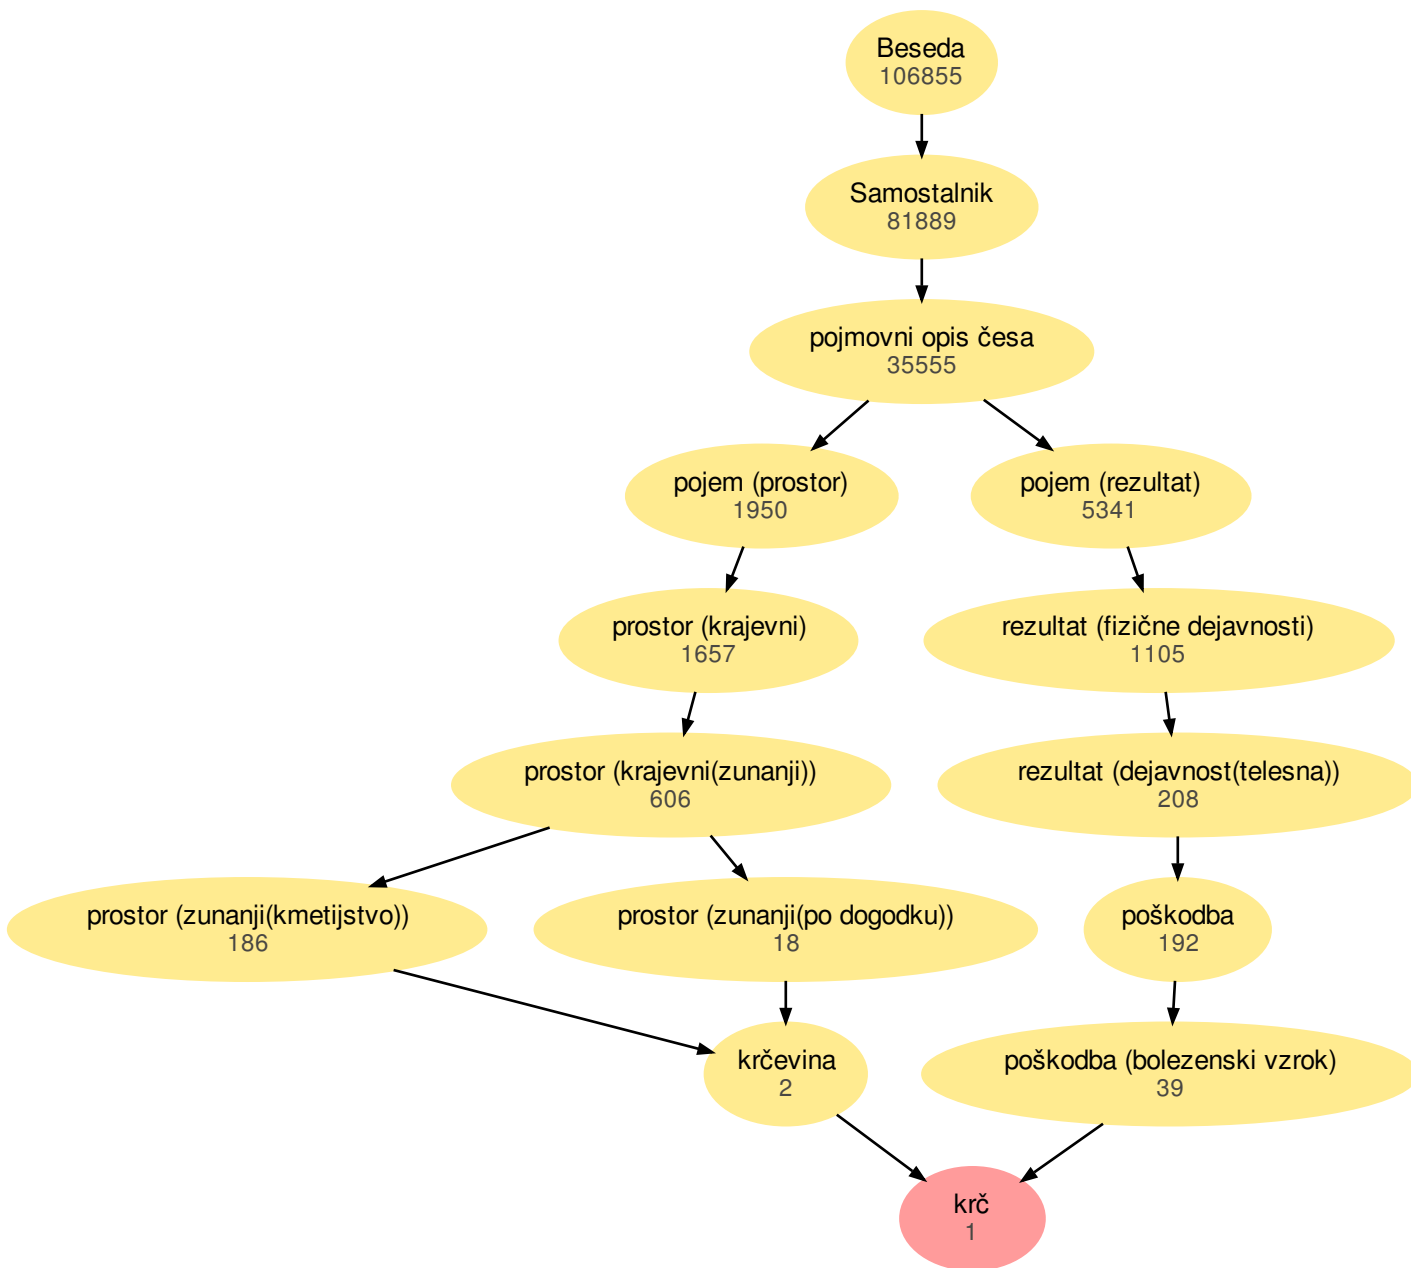 Beseda
106855
Samostalnik
81889
pojmovni opis česa
35555
pojem (prostor)
1950
pojem (rezultat)
5341
prostor (krajevni)
1657
rezultat (fizične dejavnosti)
1105
prostor (krajevni(zunanji))
606
rezultat (dejavnost(telesna))
208
prostor (zunanji(kmetijstvo))
186
prostor (zunanji(po dogodku))
18
poškodba
192
krčevina
2
poškodba (bolezenski vzrok)
39
krč
1